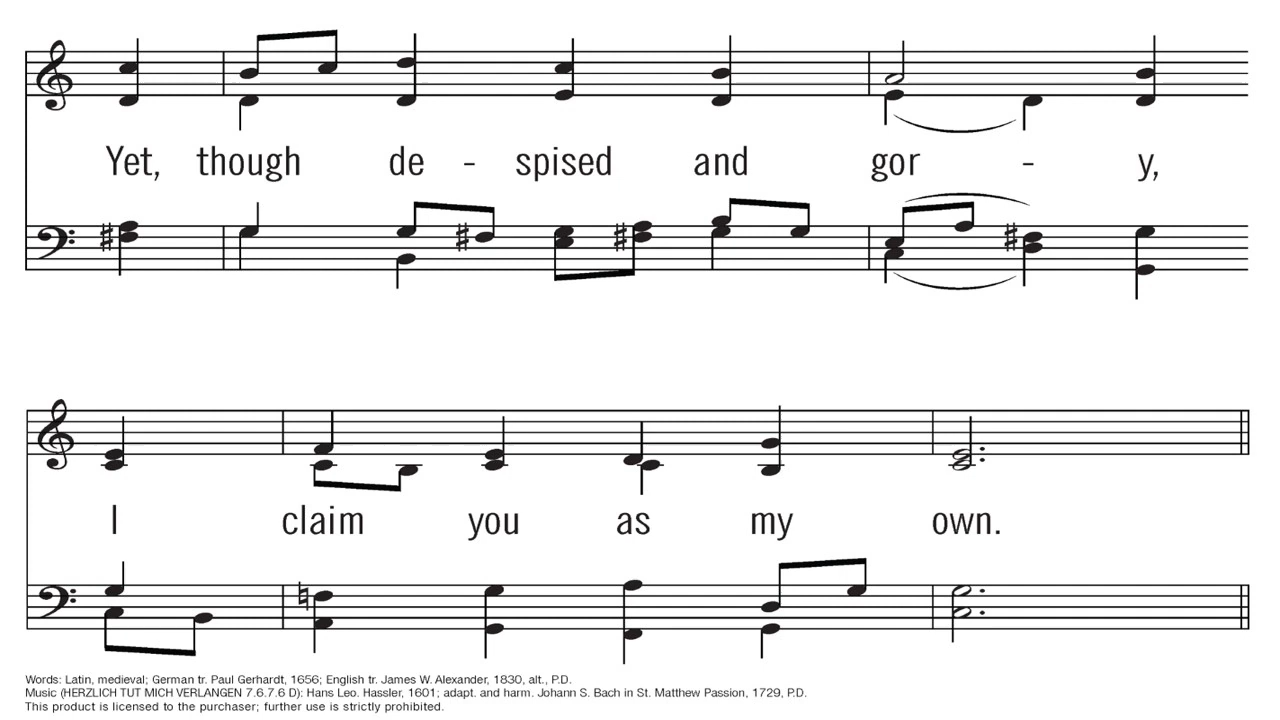 Yet, though de - spised and gor - y,
I claim you as my own.
Words: Latin, medieval; German tr. Paul Gerhardt, 1656; English tr. James W. Alexander, 1830, alt., P.D.
Music (HERZLICH TUT MICH VERLANGEN 7.6.7.6 D): Hans Leo. Hassler, 1601; adapt. and harm. Johann S. Bach in St. Matthew Passion, 1729, P.D.
This product is licensed to the purchaser; further use is strictly prohibited.